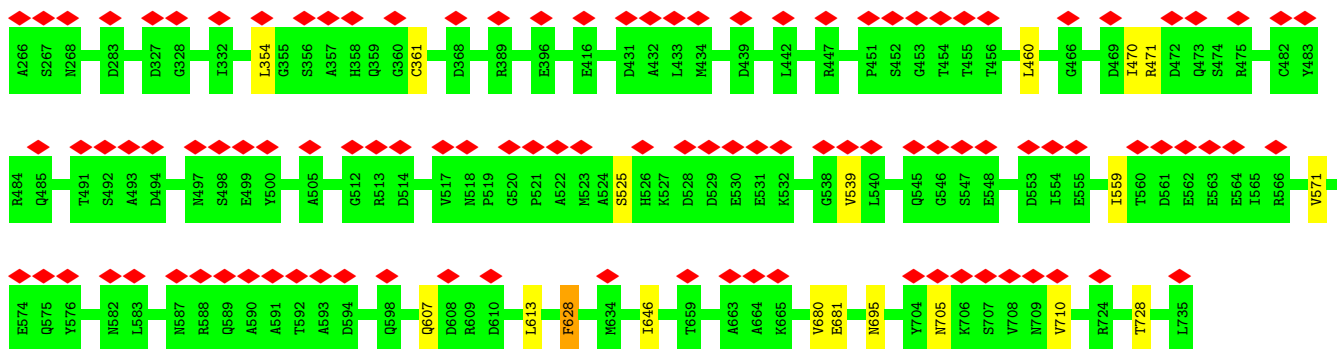 A266 S267 N268 D283 D327 G328 I332 L354 G355 S356 A357 H358 Q359 G360 C361 D368 R389 E396 E416 D431 A432 L433 M434 D439 L442 R447 P451 S452 G453 T454 T455 T456 L460 G466 D469 I470 R471 D472 Q473 S474 R475 C482 Y483
R484 Q485 T491 S492 A493 D494 N497 S498 E499 Y500 A505 G512 R513 D514 V517 N518 P519 G520 P521 A522 M523 A524 S525 H526 K527 D528 D529 E530 E531 K532 G538 V539 L540 Q545 G546 S547 E548 D553 I554 E555 I559 T560 D561 E562 E563 E564 I565 R566 V571
E574 Q575 Y576 N582 L583 N587 R588 Q589 A590 A591 T592 A593 D594 Q598 Q607 D608 R609 D610 L613 F628 M634 I646 T659 A663 A664 K665 V680 E681 N695 Y704 N705 K706 S707 V708 N709 V710 R724 T728 L735